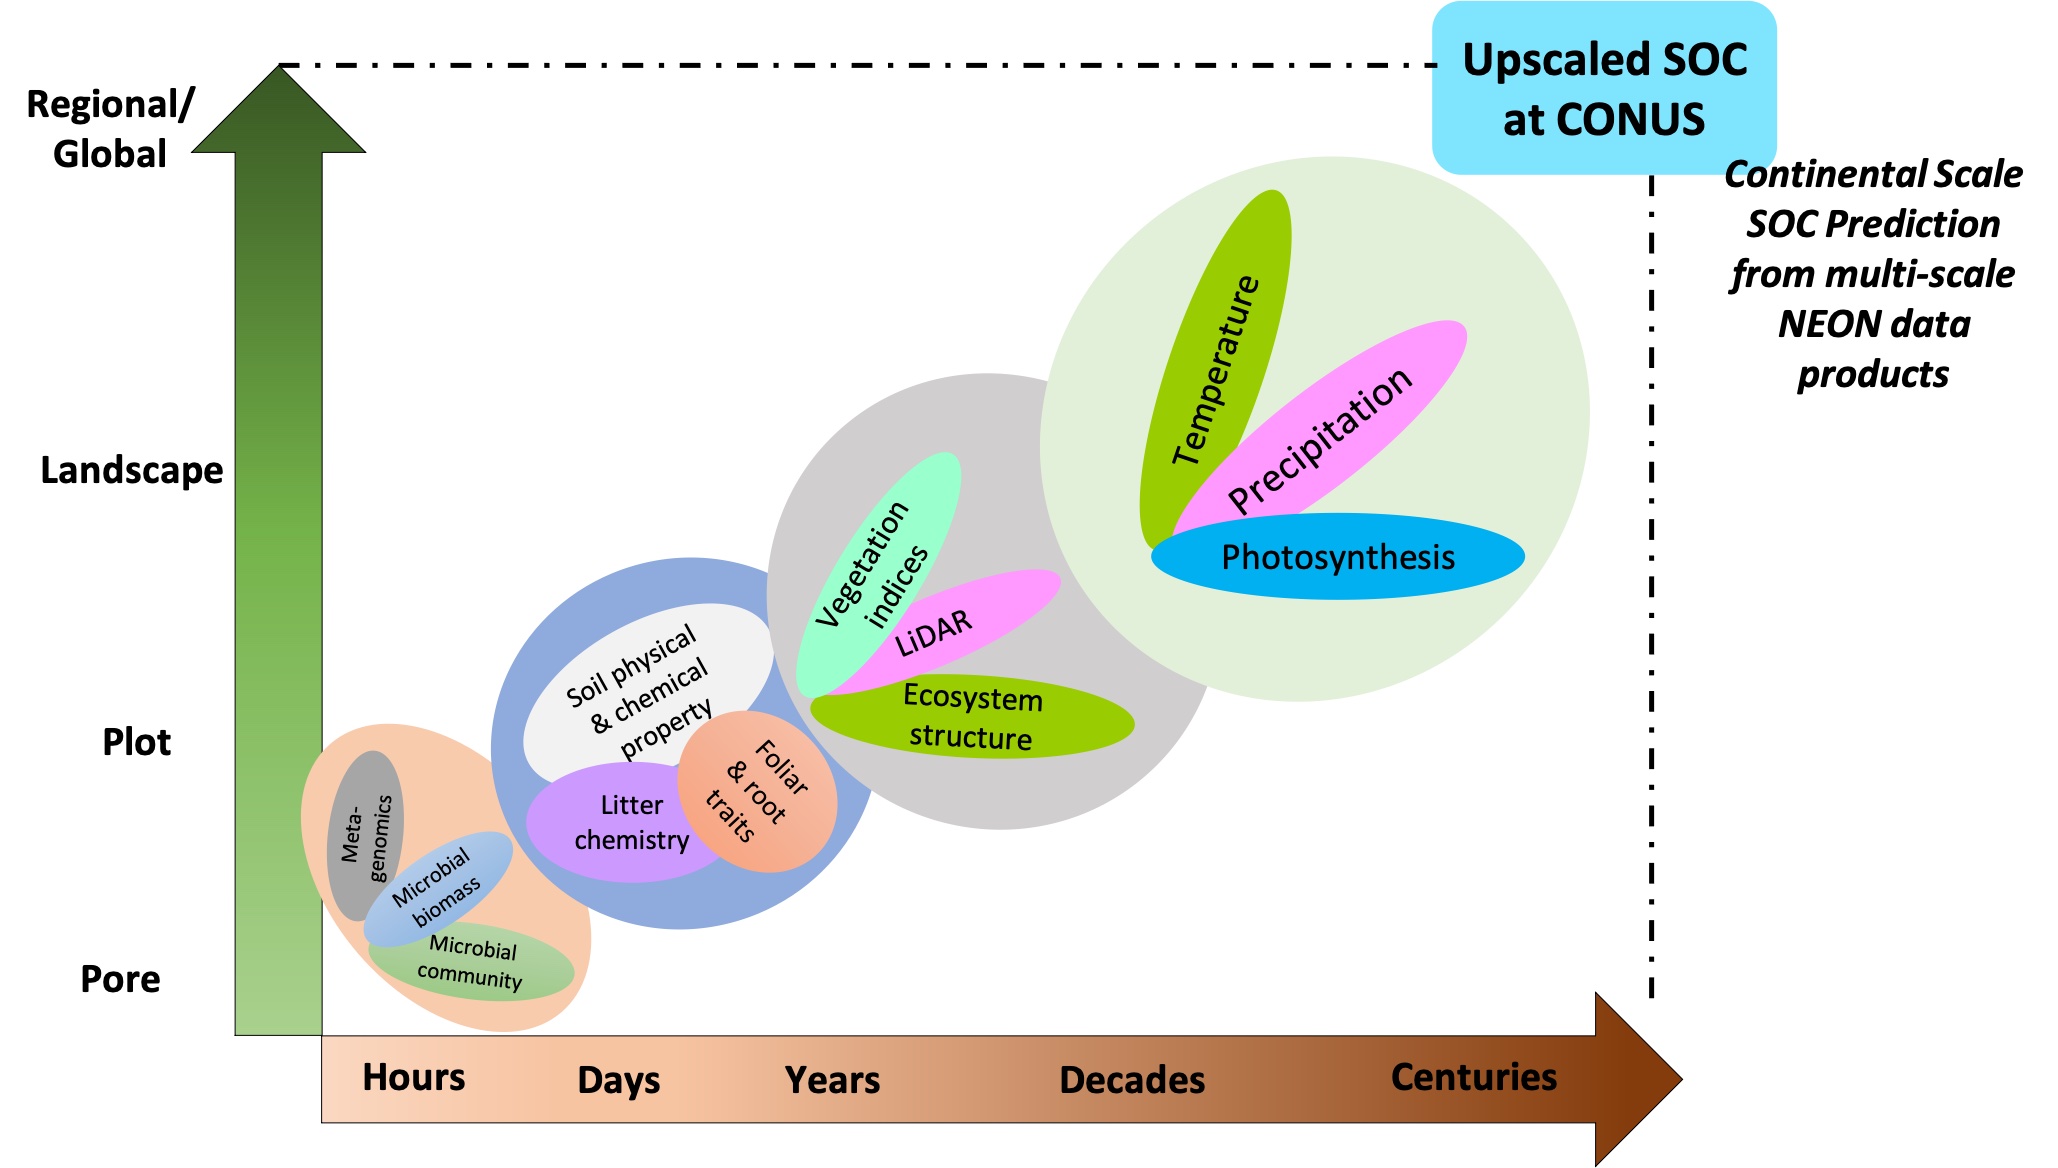 Upscaled SOC
at CONUS
Regional/
Global
Continental Scale
SOC Prediction
from multi-scale
NEON data
products
Temperature
Precipitation
Photosynthesis
Landscape
Vegetation
indices
LiDAR
Ecosystem
structure
Soil physical
& chemical
property
Foliar
& root
traits
Litter
chemistry
Plot
Meta-
genomics
Microbial
biomass
Microbial
community
Pore
Hours
Days
Years
Decades
Centuries